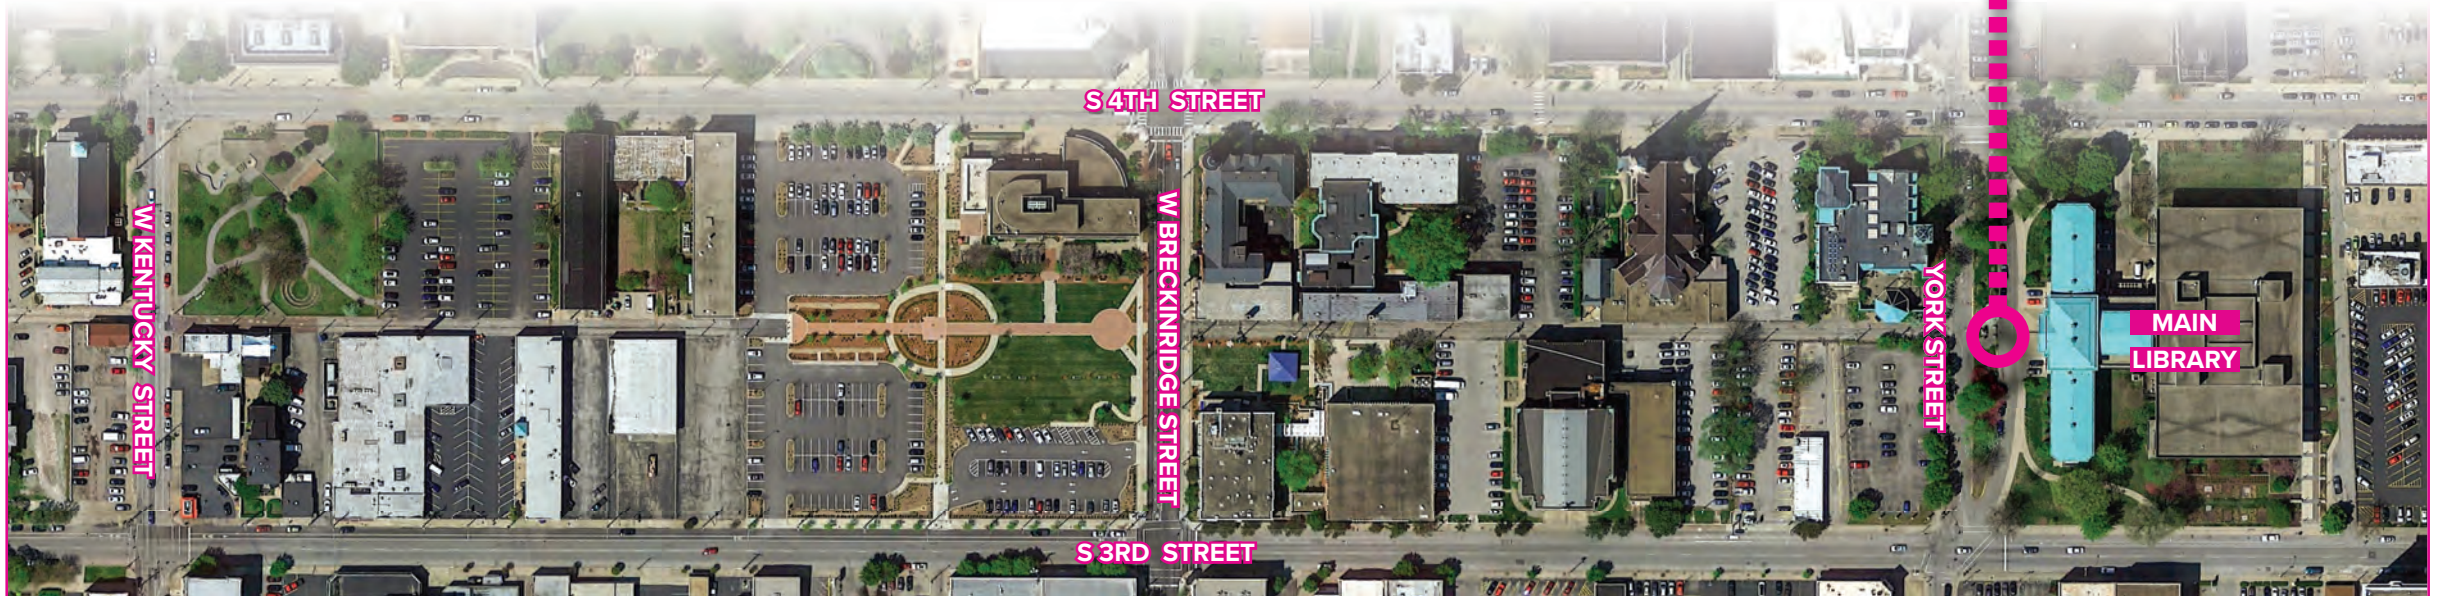 S 4TH STREET
W KENTUCKY STREET
W BRECKINRIDGE STREET
YORK STREET
MAIN
LIBRARY
S 3RD STREET